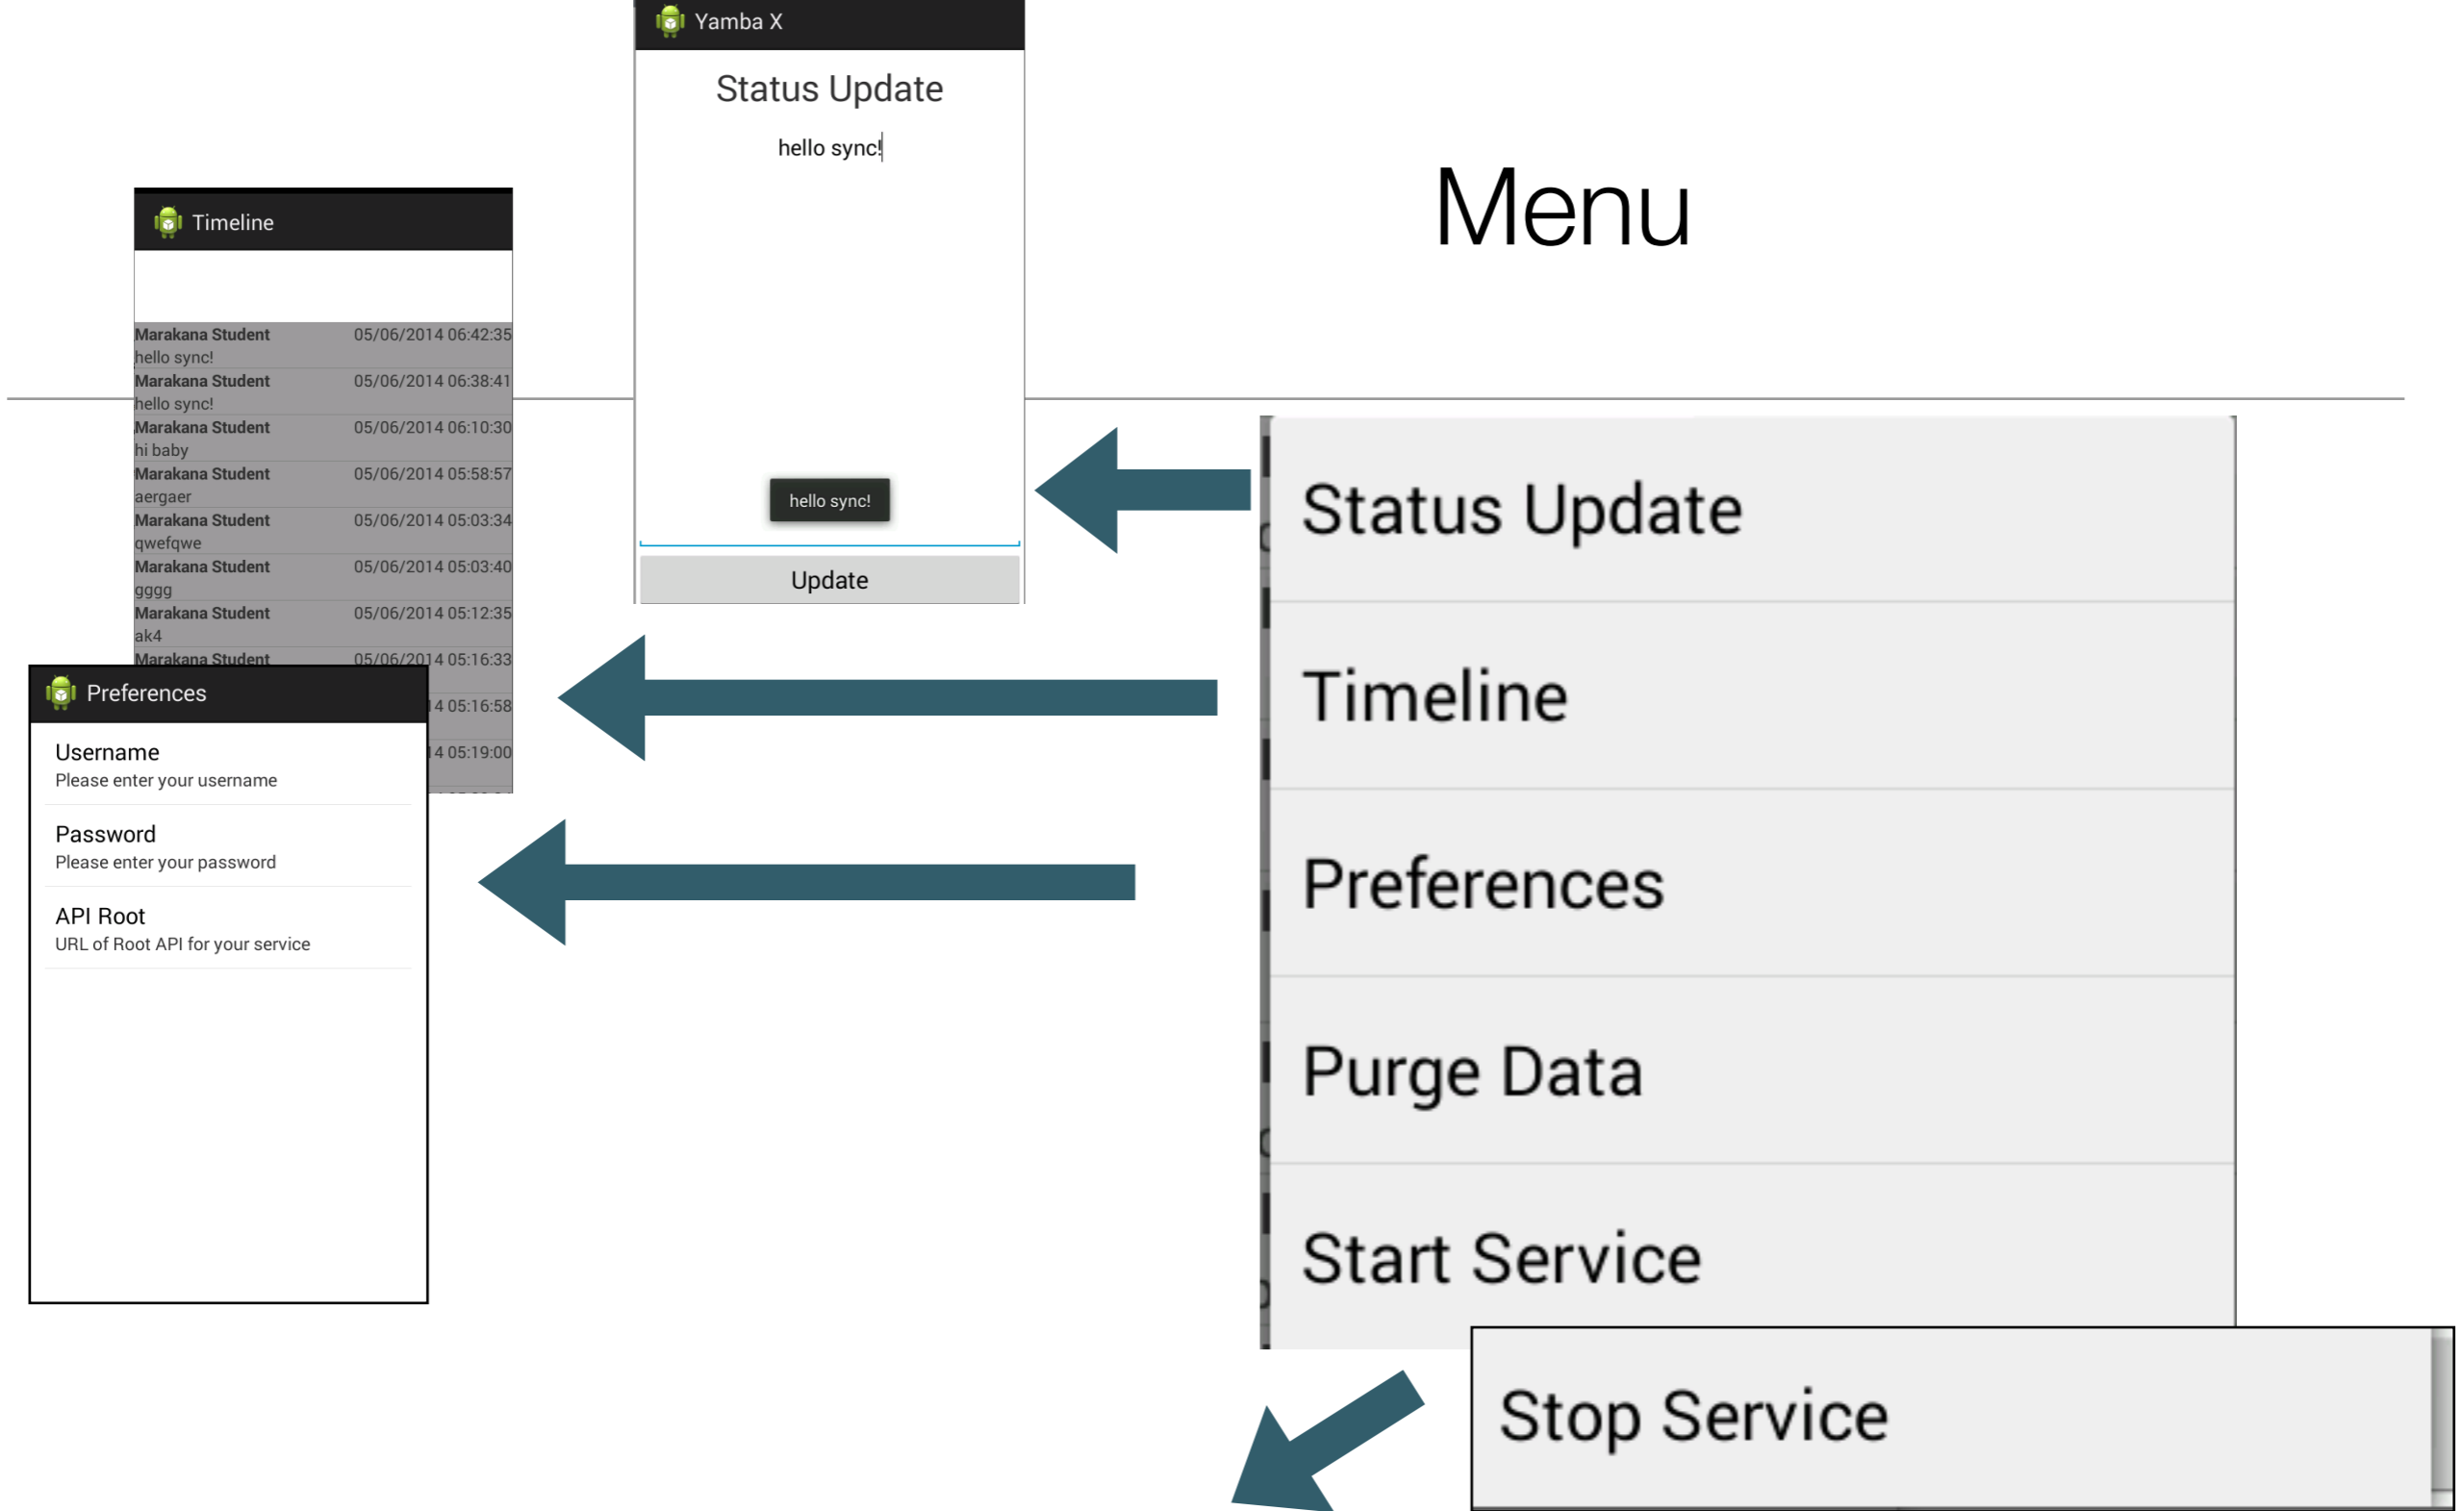 Yamba X
Status Update
hello sync!
hello sync!
Update
Menu
Timeline
Marakana Student 05/06/2014 06:42:35
hello sync!
Marakana Student 05/06/2014 06:38:41
hello sync!
Marakana Student 05/06/2014 06:10:30
hi baby
Marakana Student 05/06/2014 05:58:57
aergaer
Marakana Student 05/06/2014 05:03:34
qwefqwe
Marakana Student 05/06/2014 05:03:40
gggg
Marakana Student 05/06/2014 05:12:35
ak4
Marakana Student 05/06/2014 05:16:33
4 05:16:58
4 05:19:00
Preferences
Username
Please enter your username
Password
Please enter your password
API Root
URL of Root API for your service
Status Update
Timeline
Preferences
Purge Data
Start Service
Stop Service